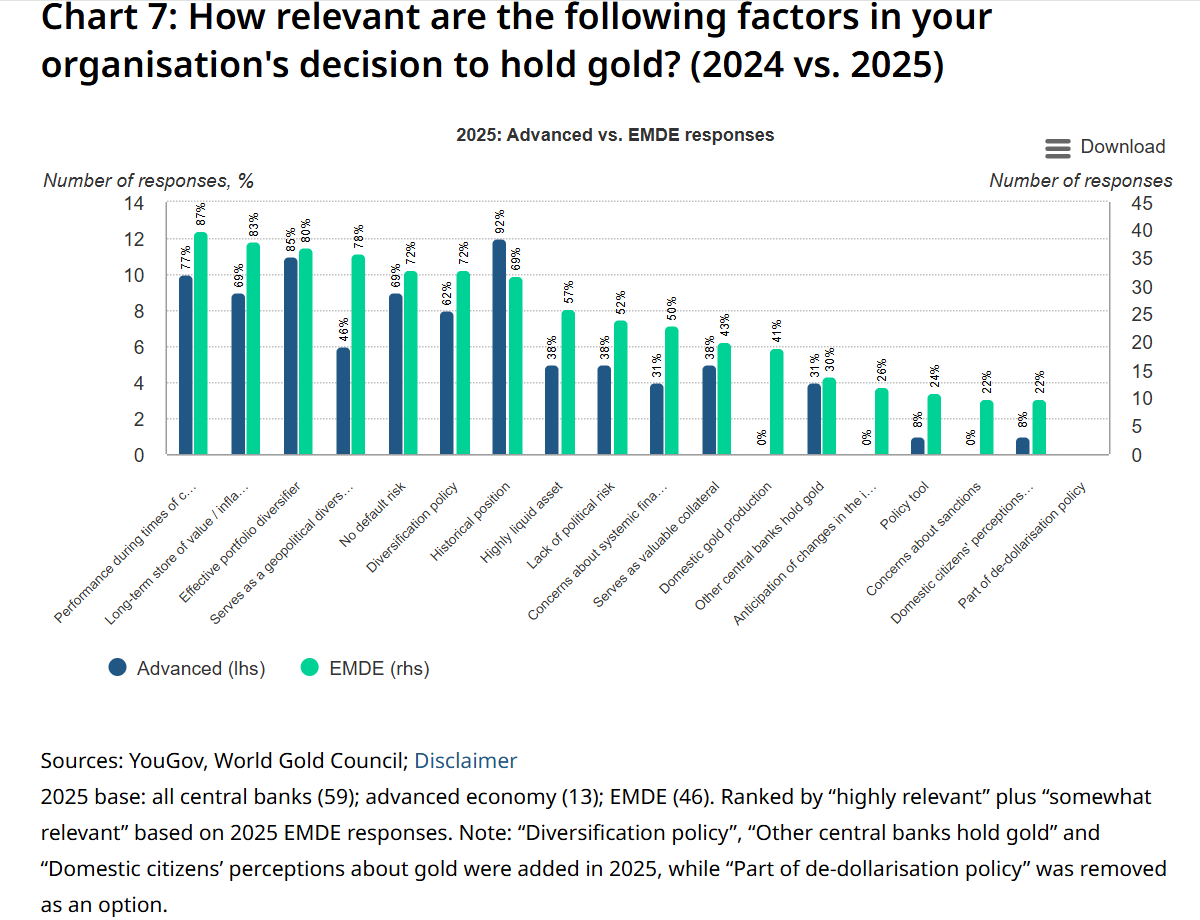 Chart 7: How relevant are the following factors in your
organisation's decision to hold gold? (2024 vs. 2025)
2025: Advanced vs. EMDE responses
Download
Number of responses, %
Number of responses
14
12
10
8
6
4
2
0
45
40
35
30
25
20
15
10
5
0
77%
87%
69%
83%
85%
80%
46%
78%
69%
72%
62%
72%
92%
69%
38%
57%
38%
52%
31%
50%
38%
43%
0%
41%
31%
30%
0%
26%
8%
24%
0%
22%
8%
22%
Performance during times of c...
Long-term store of value / infla...
Effective portfolio diversifier
Serves as a geopolitical divers...
No default risk
Diversification policy
Historical position
Highly liquid asset
Lack of political risk
Concerns about systemic fina...
Serves as valuable collateral
Domestic gold production
Other central banks hold gold
Anticipation of changes in the i...
Policy tool
Concerns about sanctions
Domestic citizens' perceptions...
Part of de-dollarisation policy
Advanced (lhs)
EMDE (rhs)
Sources: YouGov, World Gold Council; Disclaimer
2025 base: all central banks (59); advanced economy (13); EMDE (46). Ranked by “highly relevant” plus “somewhat
relevant” based on 2025 EMDE responses. Note: “Diversification policy”, “Other central banks hold gold” and
“Domestic citizens’ perceptions about gold were added in 2025, while “Part of de-dollarisation policy” was removed
as an option.